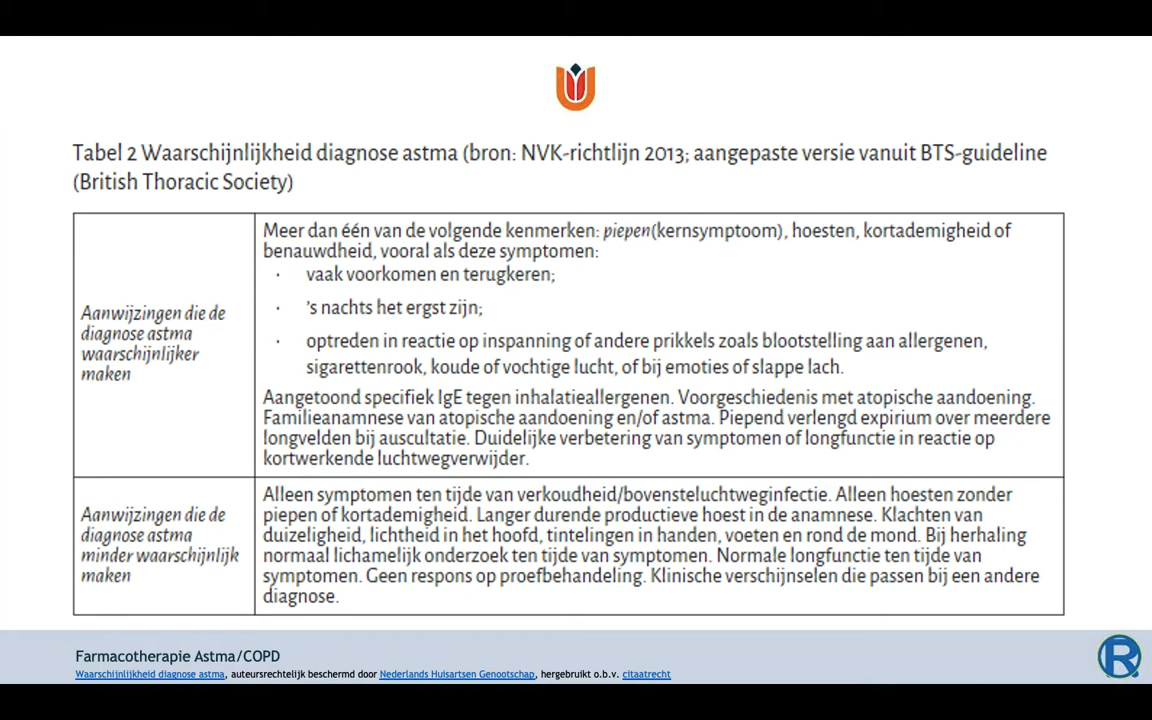 Tabel 2 Waarschijnlijkheid diagnose astma (bron: NVK-richtlijn 2013; aangepaste versie vanuit BTS-guideline
(British Thoracic Society)
Aanwijzingen die de
diagnose astma
waarschijnlijker
maken
Meer dan één van de volgende kenmerken: piepen(kernsymptoom), hoesten, kortademigheid of
benauwdheid, vooral als deze symptomen:
· vaak voorkomen en terugkeren;
· 's nachts het ergst zijn;
· optreden in reactie op inspanning of andere prikkels zoals blootstelling aan allergenen,
sigarettenrook, koude of vochtige lucht, of bij emoties of slappe lach.
Aangetoond specifiek IgE tegen inhalatieallergenen. Voorgeschiedenis met atopische aandoening.
Familieanamnese van atopische aandoening en/of astma. Piepend verlengd expirium over meerdere
longvelden bij auscultatie. Duidelijke verbetering van symptomen of longfunctie in reactie op
kortwerkende luchtwegverwijder.
Aanwijzingen die de
diagnose astma
minder waarschijnlijk
maken
Alleen symptomen ten tijde van verkoudheid/bovensteluchtweginfectie. Alleen hoesten zonder
piepen of kortademigheid. Langer durende productieve hoest in de anamnese. Klachten van
duizeligheid, lichtheid in het hoofd, tintelingen in handen, voeten en rond de mond. Bij herhaling
normaal lichamelijk onderzoek ten tijde van symptomen. Normale longfunctie ten tijde van
symptomen. Geen respons op proefbehandeling. Klinische verschijnselen die passen bij een andere
diagnose.
Farmacotherapie Astma/COPD
Waarschijnlijkheid diagnose astma, auteursrechtelijk beschermd door Nederlands Huisartsen Genootschap, hergebruikt o.b.v. citaatrecht
R